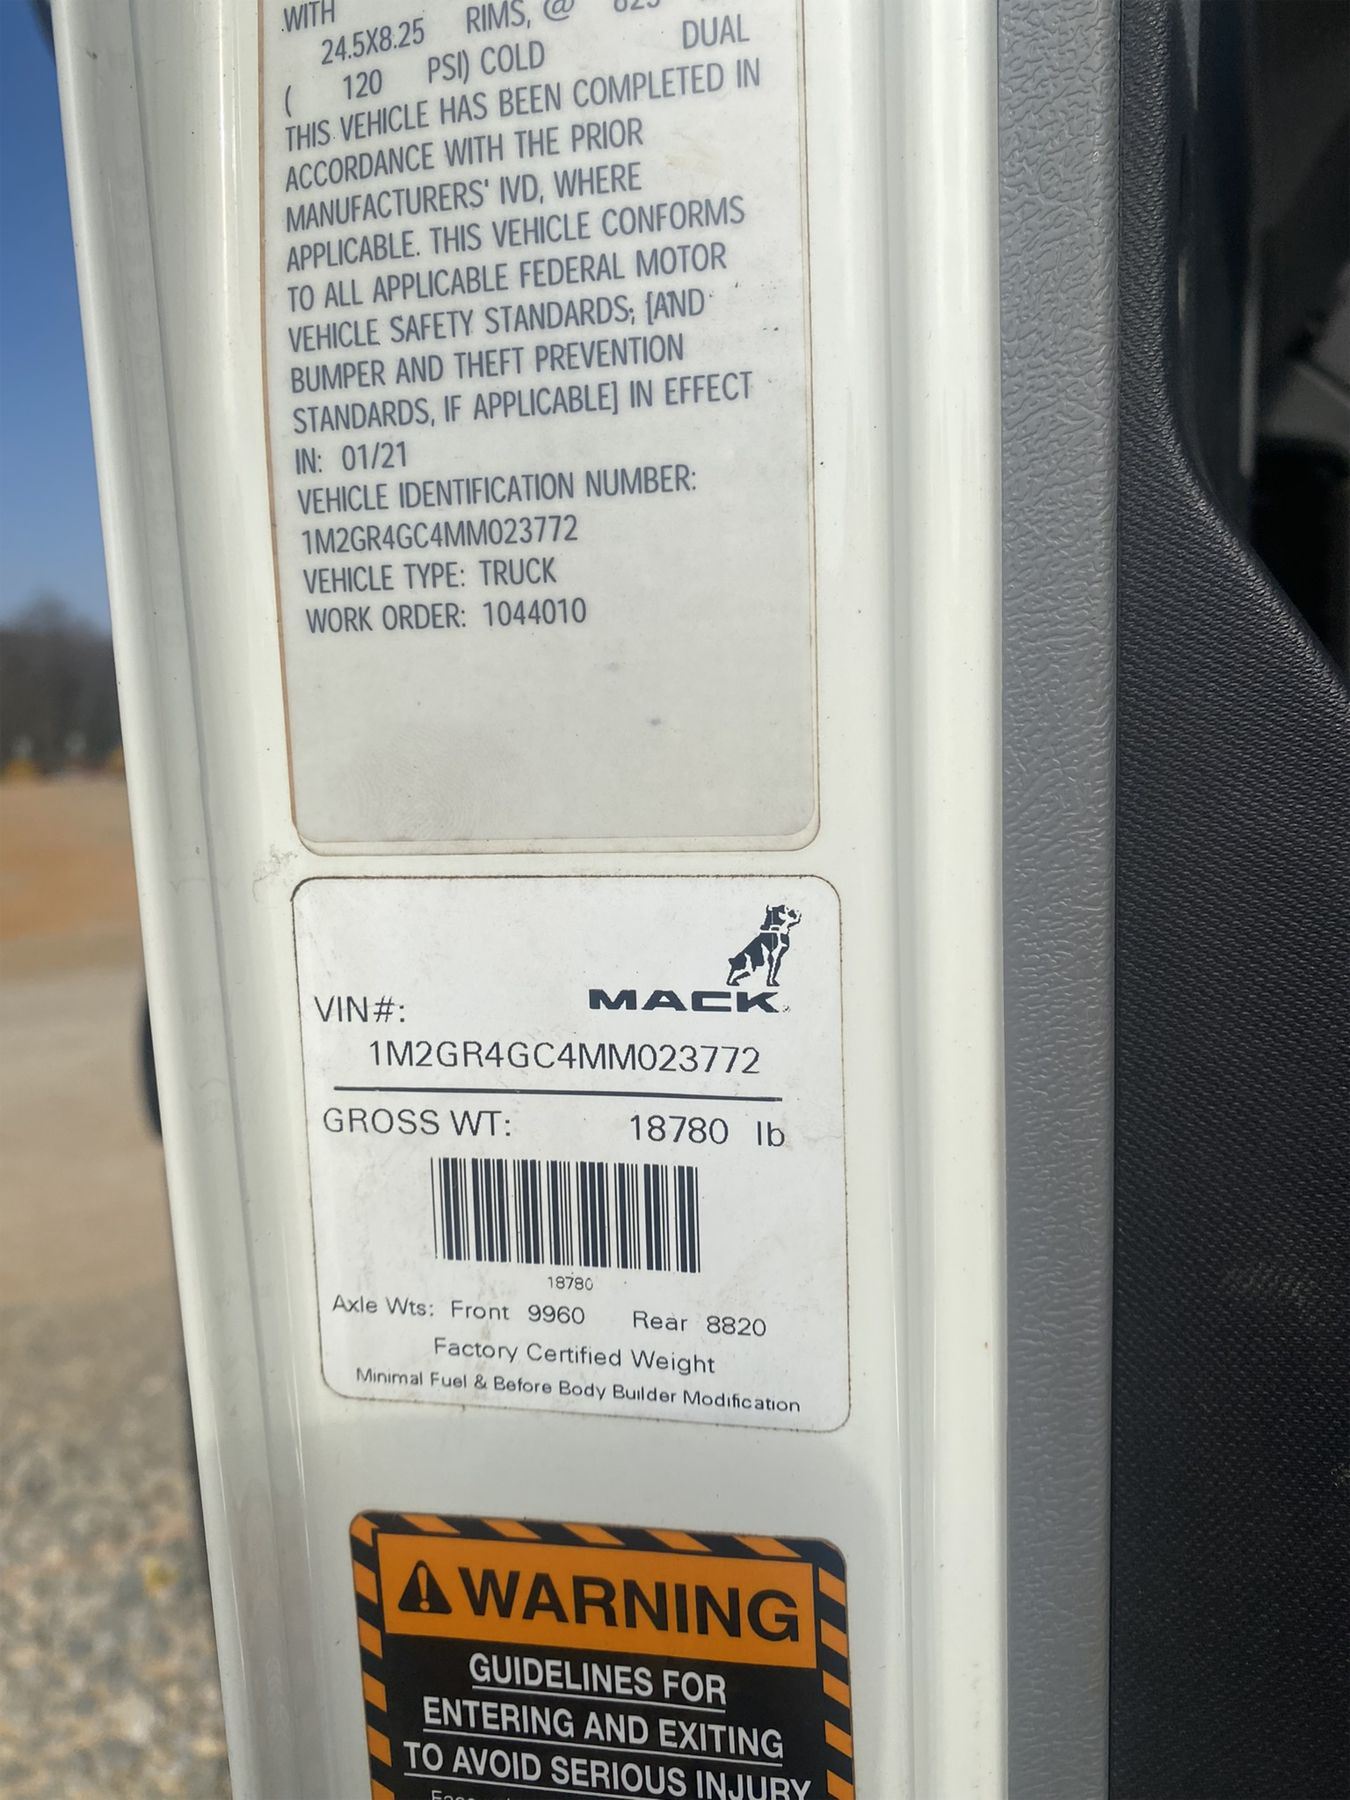 WITH
24.5X8.25 RIMS, @
( 120 PSI) COLD DUAL
THIS VEHICLE HAS BEEN COMPLETED IN
ACCORDANCE WITH THE PRIOR
MANUFACTURERS' IVD, WHERE
APPLICABLE. THIS VEHICLE CONFORMS
TO ALL APPLICABLE FEDERAL MOTOR
VEHICLE SAFETY STANDARDS; [AND
BUMPER AND THEFT PREVENTION
STANDARDS, IF APPLICABLE] IN EFFECT
IN: 01/21
VEHICLE IDENTIFICATION NUMBER:
1M2GR4GC4MM023772
VEHICLE TYPE: TRUCK
WORK ORDER: 1044010
MACK
VIN#:
1M2GR4GC4MM023772
GROSS WT: 18780 lb
18780
Axle Wts: Front 9960 Rear 8820
Factory Certified Weight
Minimal Fuel & Before Body Builder Modification
WARNING
GUIDELINES FOR
ENTERING AND EXITING
TO AVOID SERIOUS INJURY